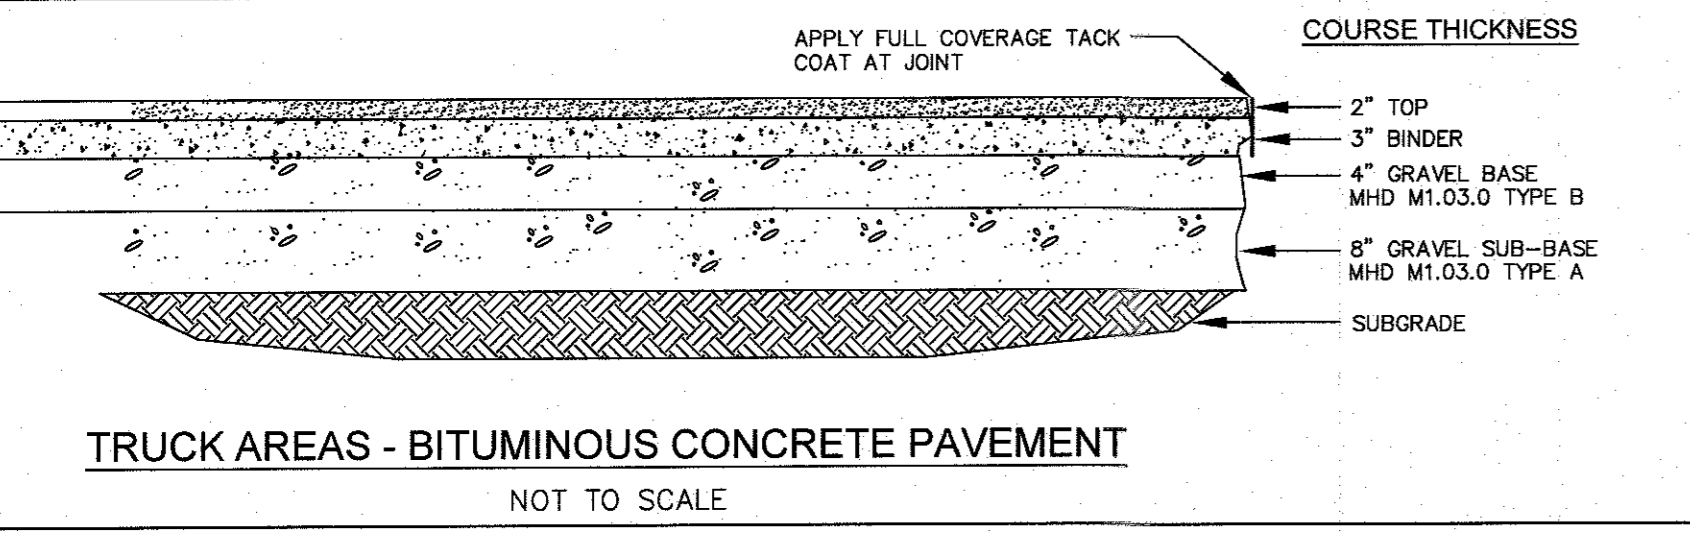 COURSE THICKNESS
APPLY FULL COVERAGE TACK
COAT AT JOINT
2" TOP
3" BINDER
4" GRAVEL BASE
MHD M1.03.0 TYPE B
8" GRAVEL SUB-BASE
MHD M1.03.0 TYPE A
SUBGRADE
TRUCK AREAS - BITUMINOUS CONCRETE PAVEMENT
NOT TO SCALE